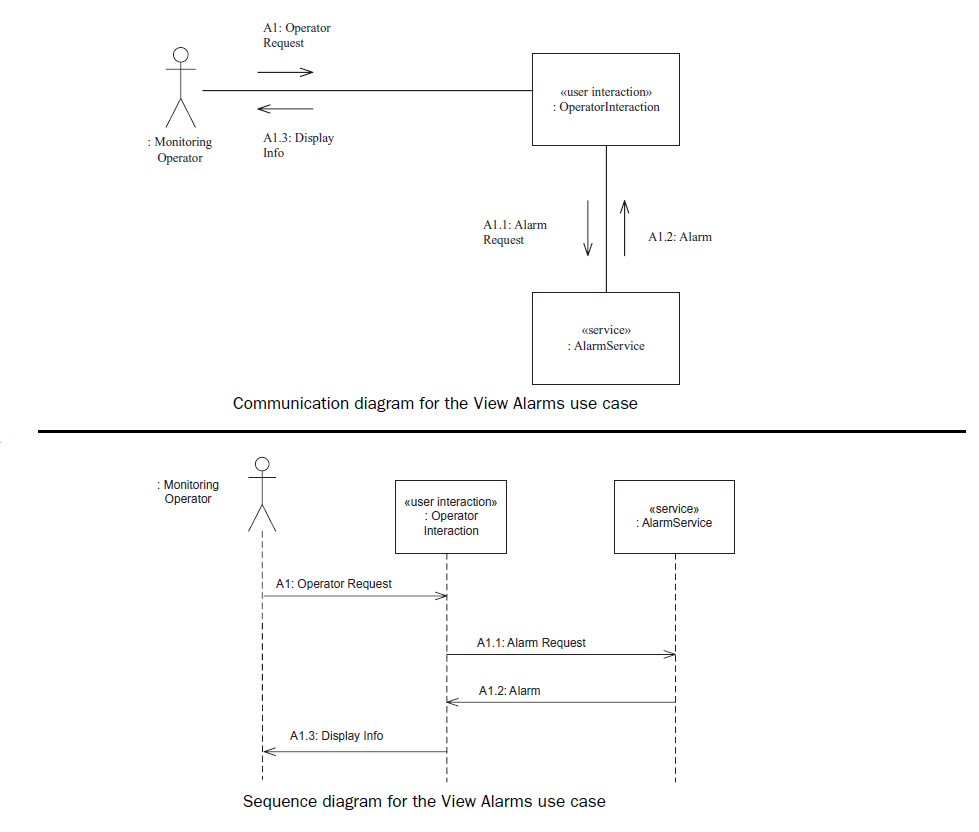 A1: Operator
Request
«user interaction»
: OperatorInteraction
: Monitoring
Operator
A1.3: Display
Info
A1.1: Alarm
Request
A1.2: Alarm
«service»
: AlarmService
Communication diagram for the View Alarms use case
: Monitoring
Operator
«user interaction»
: Operator
Interaction
«service»
: AlarmService
A1: Operator Request
A1.1: Alarm Request
A1.2: Alarm
A1.3: Display Info
Sequence diagram for the View Alarms use case